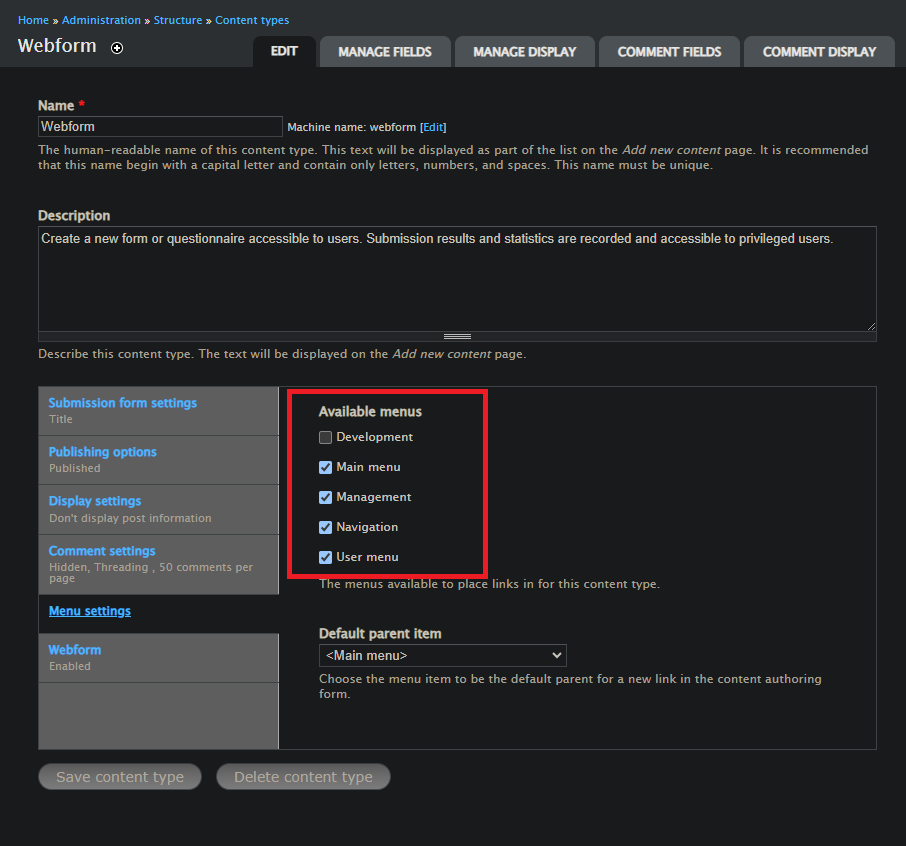 Home » Administration » Structure » Content types
Webform
EDIT MANAGE FIELDS MANAGE DISPLAY COMMENT FIELDS COMMENT DISPLAY
Name *
Webform Machine name: webform [Edit]
The human-readable name of this content type. This text will be displayed as part of the list on the Add new content page. It is recommended
that this name begin with a capital letter and contain only letters, numbers, and spaces. This name must be unique.
Description
Create a new form or questionnaire accessible to users. Submission results and statistics are recorded and accessible to privileged users.
Describe this content type. The text will be displayed on the Add new content page.
Submission form settings
Title
Publishing options
Published
Display settings
Don't display post information
Comment settings
Hidden, Threading , 50 comments per
page
Menu settings
Webform
Enabled
Available menus
Development
Main menu
Management
Navigation
User menu
The menus available to place links in for this content type.
Default parent item
<Main menu>
Choose the menu item to be the default parent for a new link in the content authoring
form.
Save content type Delete content type